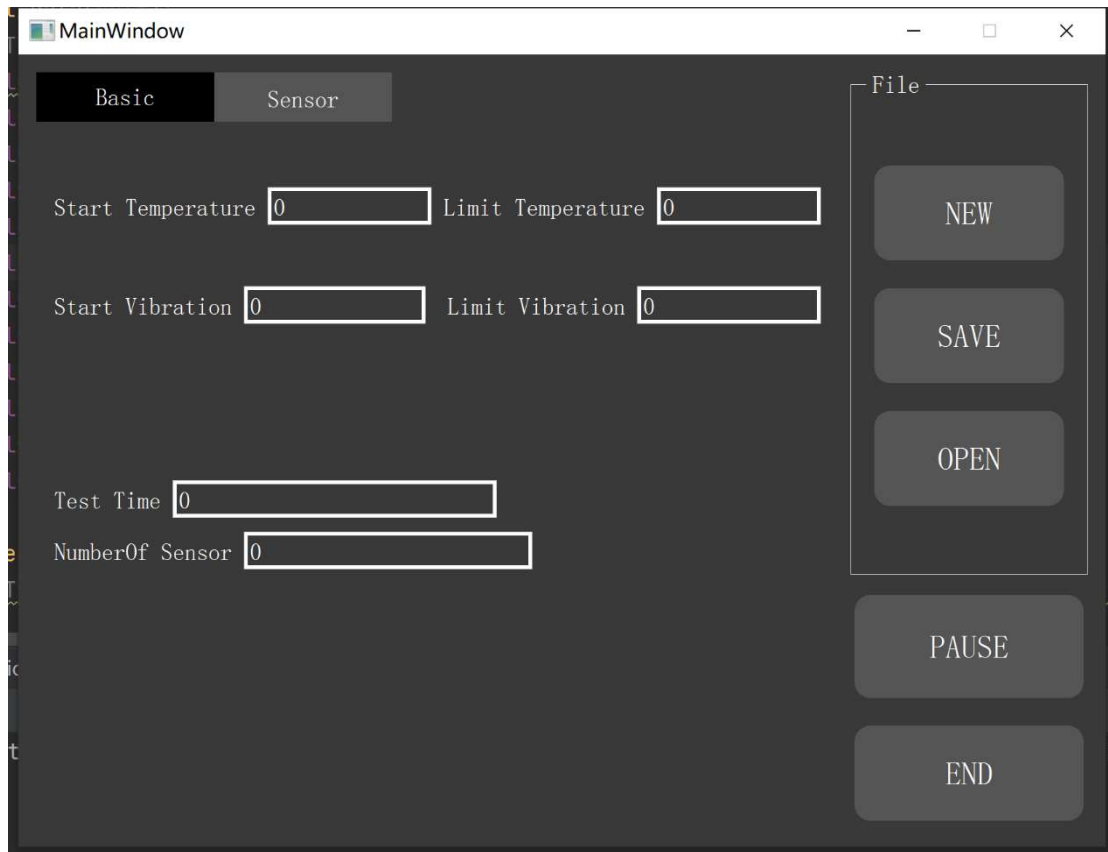 MainWindow
Basic Sensor
File
Start Temperature 0 Limit Temperature 0
NEW
Start Vibration 0 Limit Vibration 0
SAVE
OPEN
Test Time 0
NumberOf Sensor 0
PAUSE
END